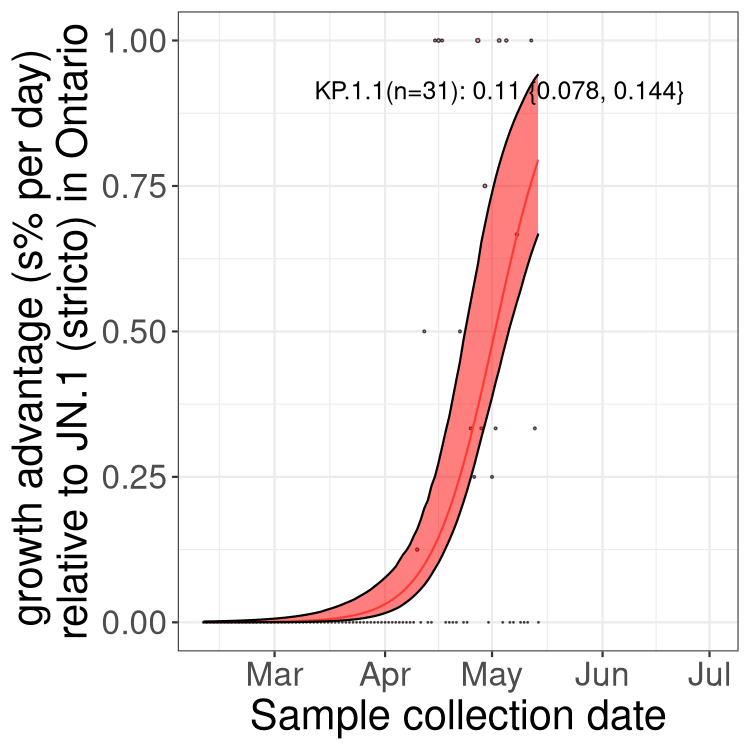 growth advantage (s% per day)
relative to JN.1 (stricto) in Ontario
1.00
0.75
0.50
0.25
0.00
KP.1.1(n=31): 0.11 {0.078, 0.144}
Mar Apr May Jun Jul
Sample collection date